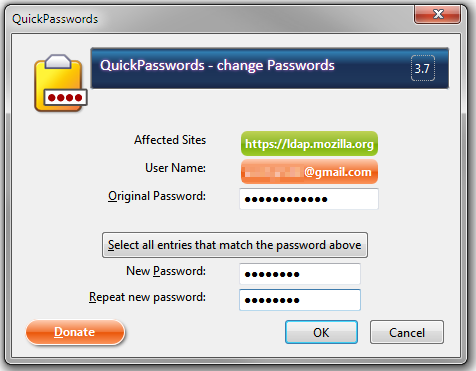 QuickPasswords
QuickPasswords - change Passwords
3.7
Affected Sites
https://ldap.mozilla.org
User Name:
@gmail.com
Original Password:
●●●●●●●●●●●●
Select all entries that match the password above
New Password:
●●●●●●●●
Repeat new password:
●●●●●●●●
Donate
OK
Cancel